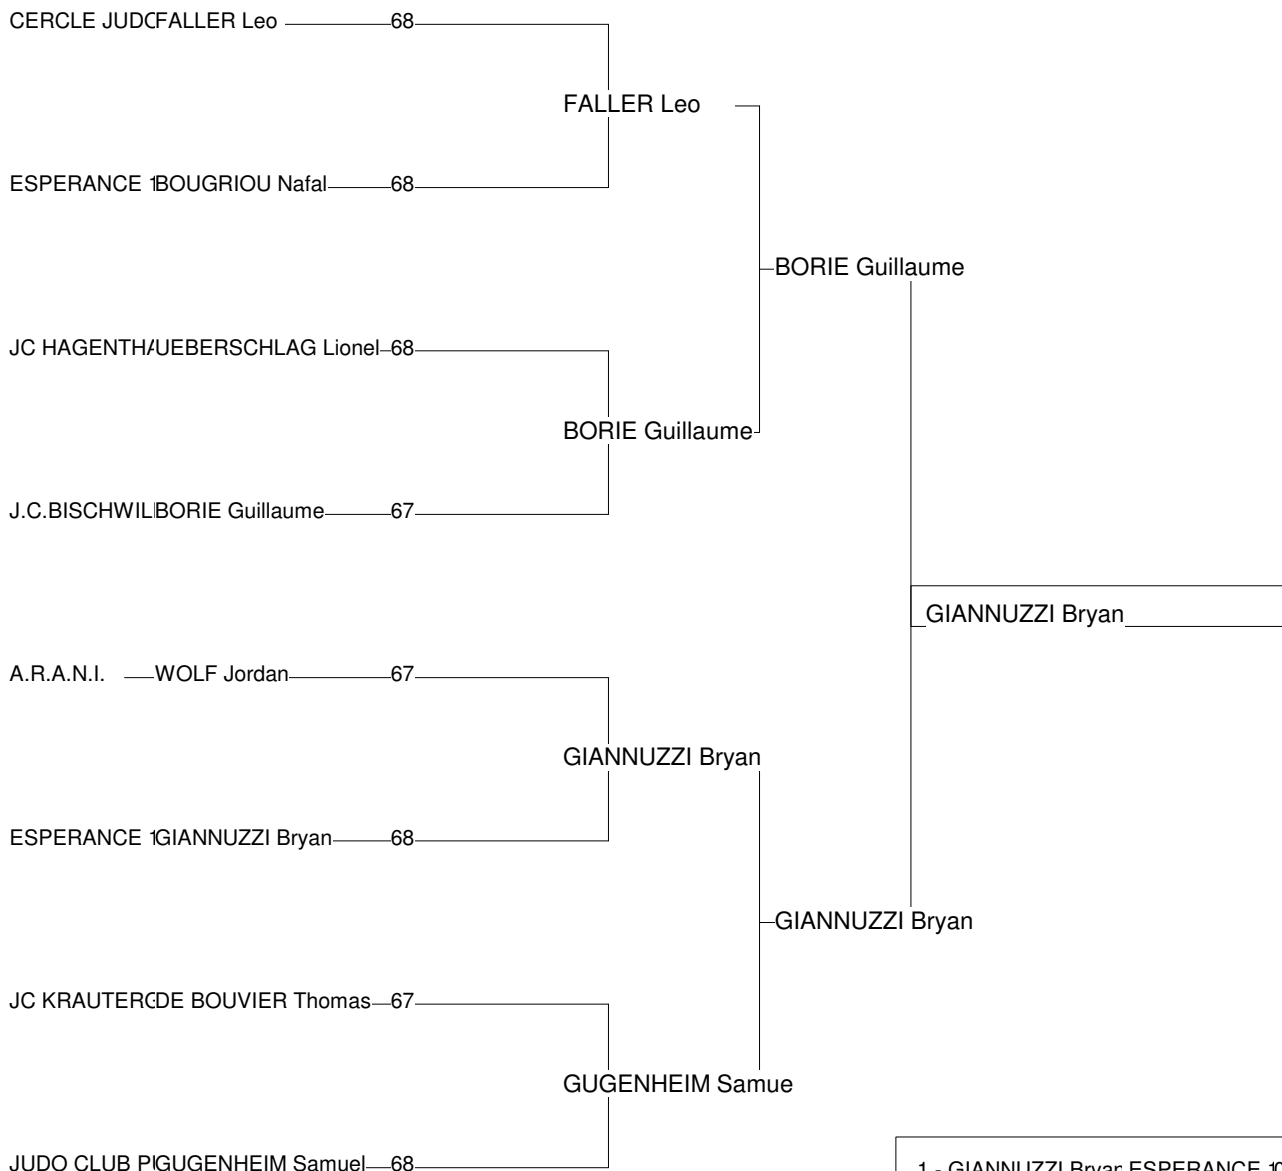 CERCLE JUDO FALLER Leo 68
FALLER Leo
ESPERANCE 1 BOUGRIOU Nafal 68
BORIE Guillaume
JC HAGENTHA UEBERSCHLAG Lionel 68
BORIE Guillaume
J.C.BISCHWIL BORIE Guillaume 67
GIANNUZZI Bryan
A.R.A.N.I. WOLF Jordan 67
GIANNUZZI Bryan
ESPERANCE 1 GIANNUZZI Bryan 68
GIANNUZZI Bryan
JC KRAUTERG DE BOUVIER Thomas 67
GUGENHEIM Samue
JUDO CLUB P GUGENHEIM Samuel 68
1 - GIANNUZZI Bryan ESPERANCE 1